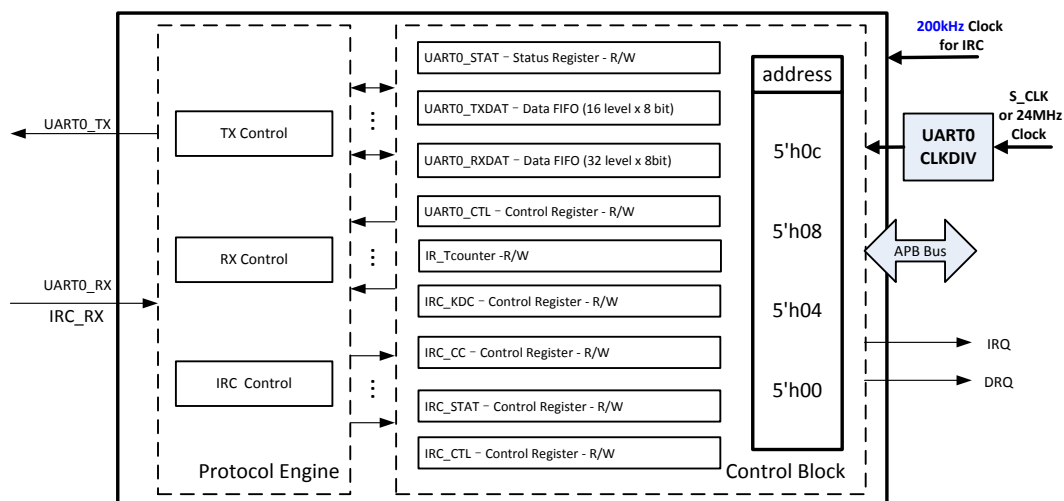 200kHz Clock
for IRC
S_CLK
or 24MHz
Clock
UART0
CLKDIV
APB Bus
IRQ
DRQ
UART0_TX
UART0_RX
IRC_RX
TX Control
RX Control
IRC Control
Protocol Engine
...
...
...
UART0_STAT – Status Register - R/W
UART0_TXDAT – Data FIFO (16 level x 8 bit)
UART0_RXDAT – Data FIFO (32 level x 8bit)
UART0_CTL – Control Register - R/W
IR_Tcounter -R/W
IRC_KDC – Control Register - R/W
IRC_CC – Control Register - R/W
IRC_STAT – Control Register - R/W
IRC_CTL – Control Register - R/W
address
5'h0c
5'h08
5'h04
5'h00
Control Block